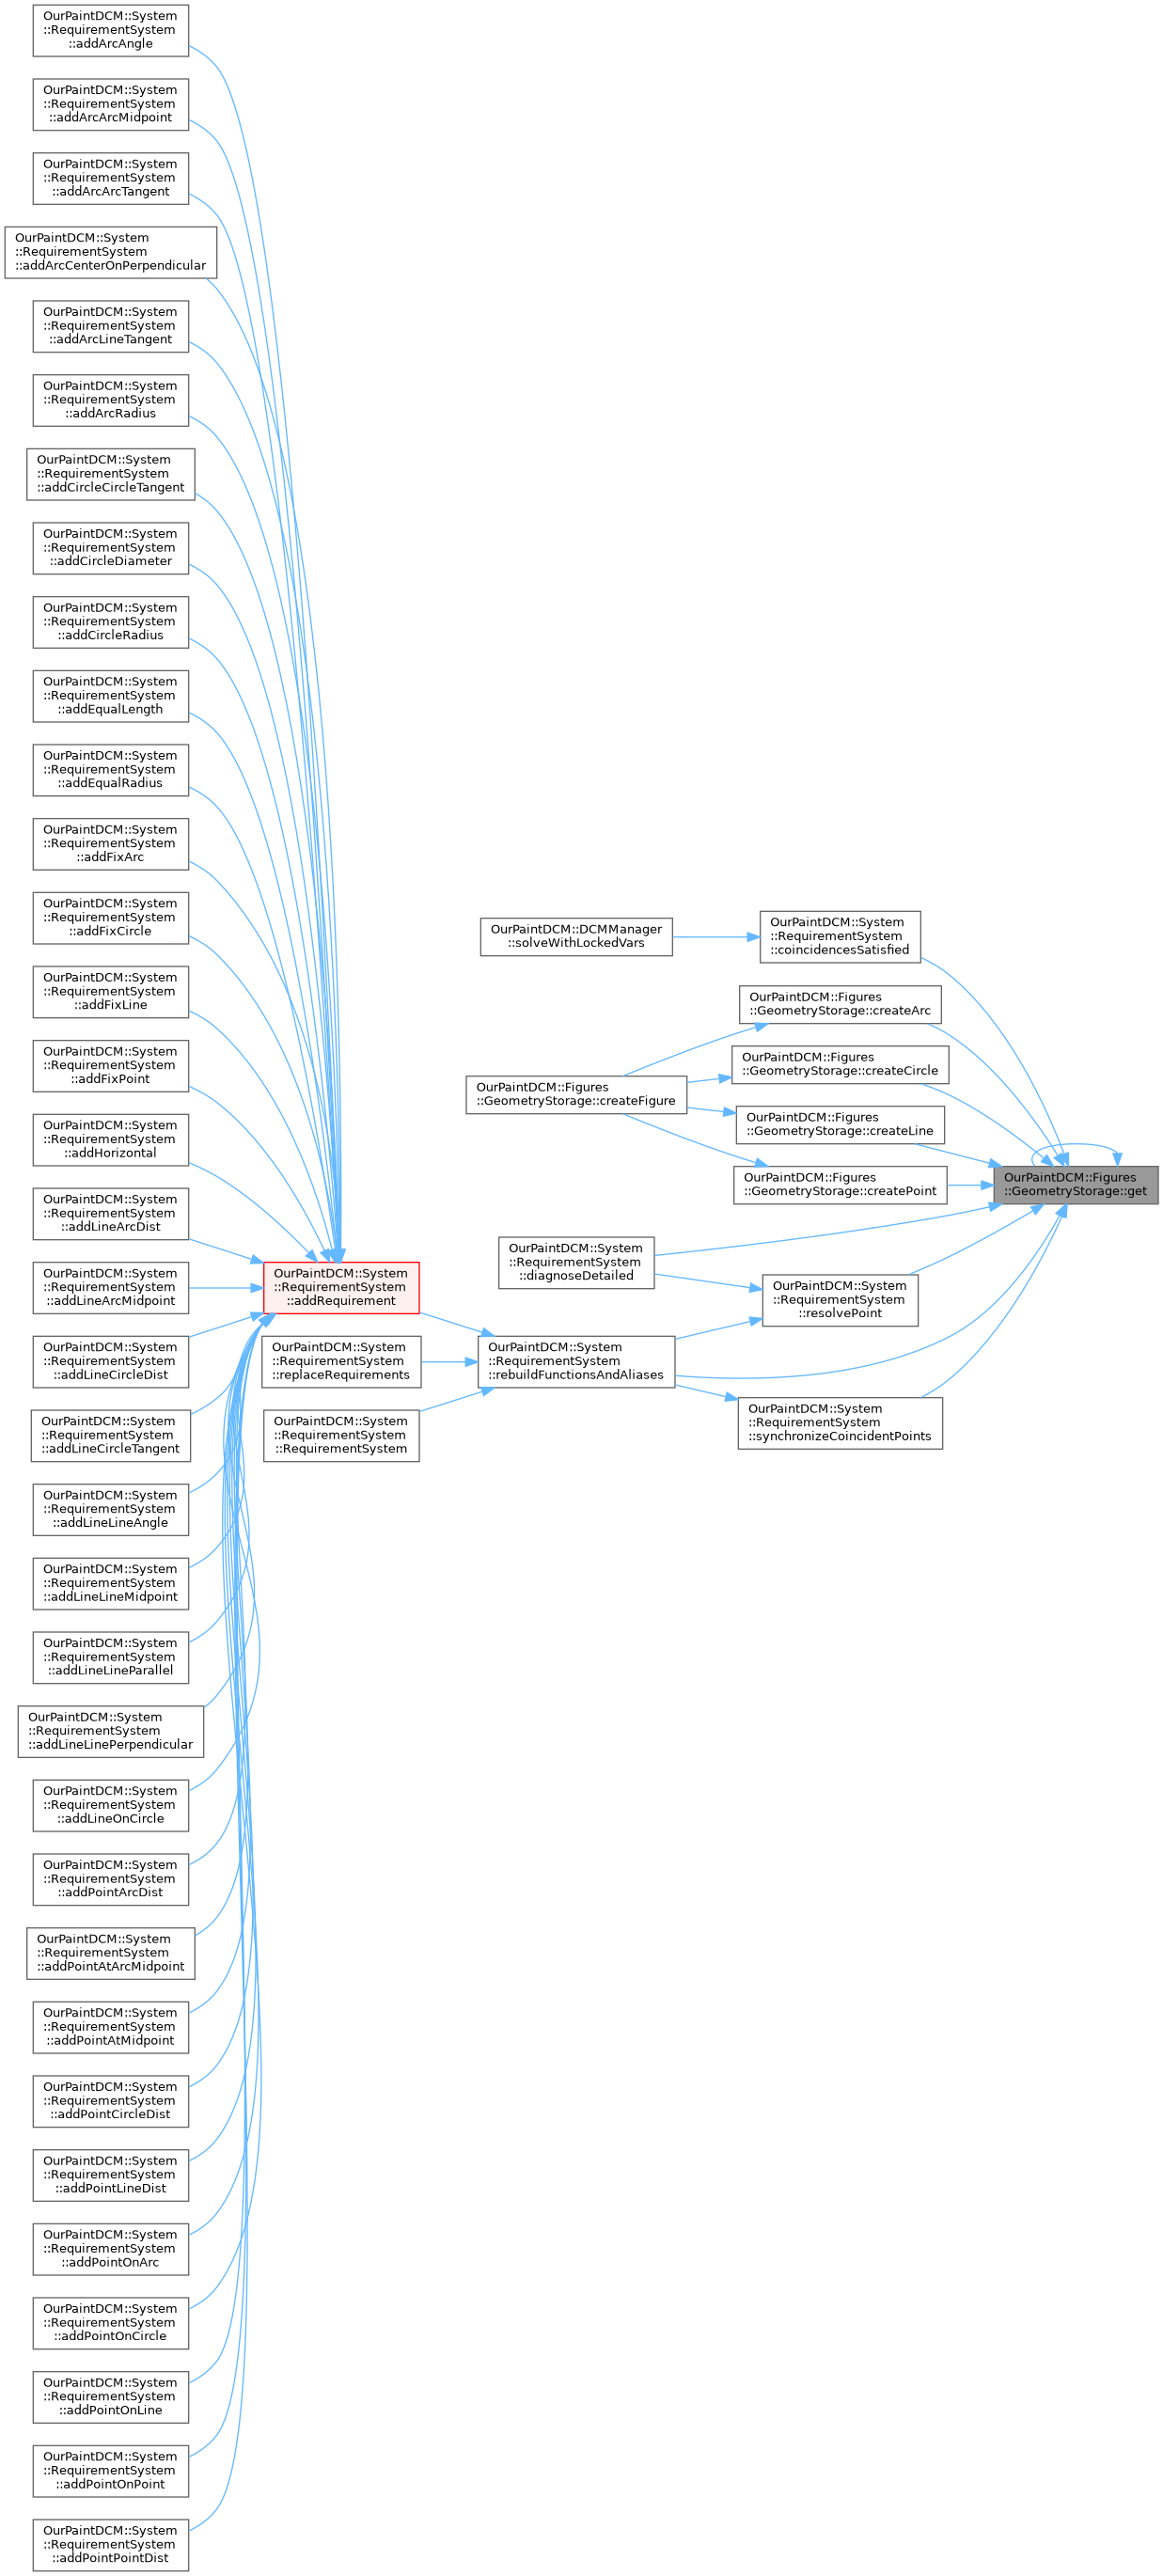 OurPaintDCM::System
::RequirementSystem
::addArcAngle
OurPaintDCM::System
::RequirementSystem
::addArcArcMidpoint
OurPaintDCM::System
::RequirementSystem
::addArcArcTangent
OurPaintDCM::System
::RequirementSystem
::addArcCenterOnPerpendicular
OurPaintDCM::System
::RequirementSystem
::addArcLineTangent
OurPaintDCM::System
::RequirementSystem
::addArcRadius
OurPaintDCM::System
::RequirementSystem
::addCircleCircleTangent
OurPaintDCM::System
::RequirementSystem
::addCircleDiameter
OurPaintDCM::System
::RequirementSystem
::addCircleRadius
OurPaintDCM::System
::RequirementSystem
::addEqualLength
OurPaintDCM::System
::RequirementSystem
::addEqualRadius
OurPaintDCM::System
::RequirementSystem
::addFixArc
OurPaintDCM::System
::RequirementSystem
::addFixCircle
OurPaintDCM::System
::RequirementSystem
::addFixLine
OurPaintDCM::System
::RequirementSystem
::addFixPoint
OurPaintDCM::System
::RequirementSystem
::addHorizontal
OurPaintDCM::System
::RequirementSystem
::addLineArcDist
OurPaintDCM::System
::RequirementSystem
::addLineArcMidpoint
OurPaintDCM::System
::RequirementSystem
::addLineCircleDist
OurPaintDCM::System
::RequirementSystem
::addLineCircleTangent
OurPaintDCM::System
::RequirementSystem
::addLineLineAngle
OurPaintDCM::System
::RequirementSystem
::addLineLineMidpoint
OurPaintDCM::System
::RequirementSystem
::addLineLineParallel
OurPaintDCM::System
::RequirementSystem
::addLineLinePerpendicular
OurPaintDCM::System
::RequirementSystem
::addLineOnCircle
OurPaintDCM::System
::RequirementSystem
::addPointArcDist
OurPaintDCM::System
::RequirementSystem
::addPointAtArcMidpoint
OurPaintDCM::System
::RequirementSystem
::addPointAtMidpoint
OurPaintDCM::System
::RequirementSystem
::addPointCircleDist
OurPaintDCM::System
::RequirementSystem
::addPointLineDist
OurPaintDCM::System
::RequirementSystem
::addPointOnArc
OurPaintDCM::System
::RequirementSystem
::addPointOnCircle
OurPaintDCM::System
::RequirementSystem
::addPointOnLine
OurPaintDCM::System
::RequirementSystem
::addPointOnPoint
OurPaintDCM::System
::RequirementSystem
::addPointPointDist
OurPaintDCM::System
::RequirementSystem
::addRequirement
OurPaintDCM::System
::RequirementSystem
::replaceRequirements
OurPaintDCM::System
::RequirementSystem
::RequirementSystem
OurPaintDCM::DCMManager
::solveWithLockedVars
OurPaintDCM::Figures
::GeometryStorage::createFigure
OurPaintDCM::System
::RequirementSystem
::diagnoseDetailed
OurPaintDCM::System
::RequirementSystem
::rebuildFunctionsAndAliases
OurPaintDCM::System
::RequirementSystem
::coincidencesSatisfied
OurPaintDCM::Figures
::GeometryStorage::createArc
OurPaintDCM::Figures
::GeometryStorage::createCircle
OurPaintDCM::Figures
::GeometryStorage::createLine
OurPaintDCM::Figures
::GeometryStorage::createPoint
OurPaintDCM::System
::RequirementSystem
::resolvePoint
OurPaintDCM::System
::RequirementSystem
::synchronizeCoincidentPoints
OurPaintDCM::Figures
::GeometryStorage::get